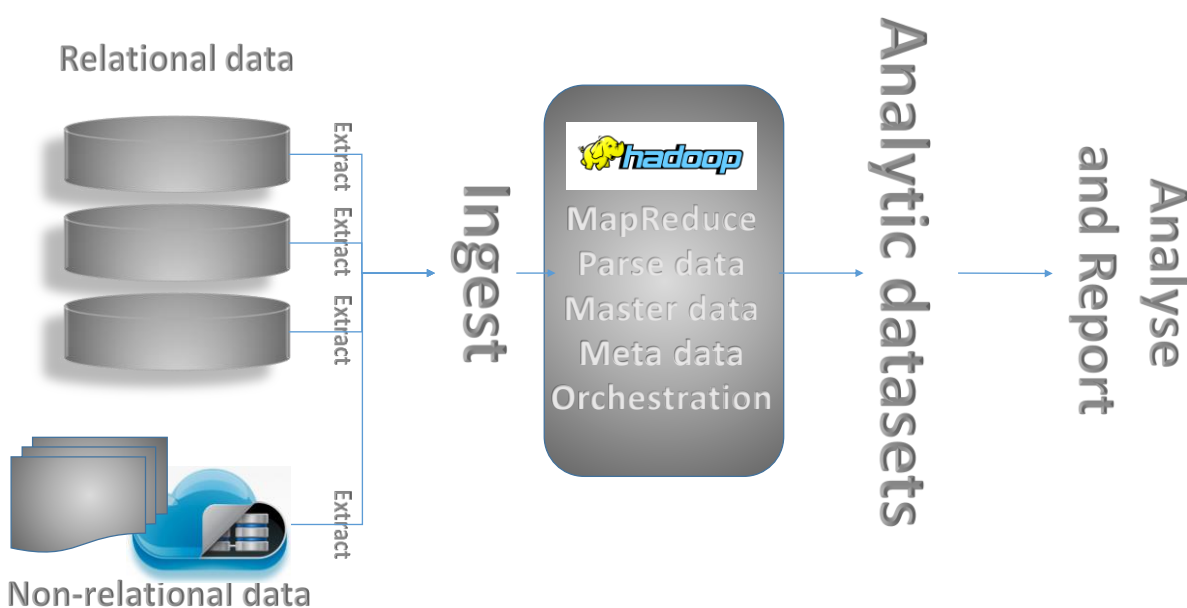 Relational data
Extract
Extract
Extract
Extract
Non-relational data
Ingest
hadoop
MapReduce
Parse data
Master data
Meta data
Orchestration
Analytic datasets
Analyse
and Report